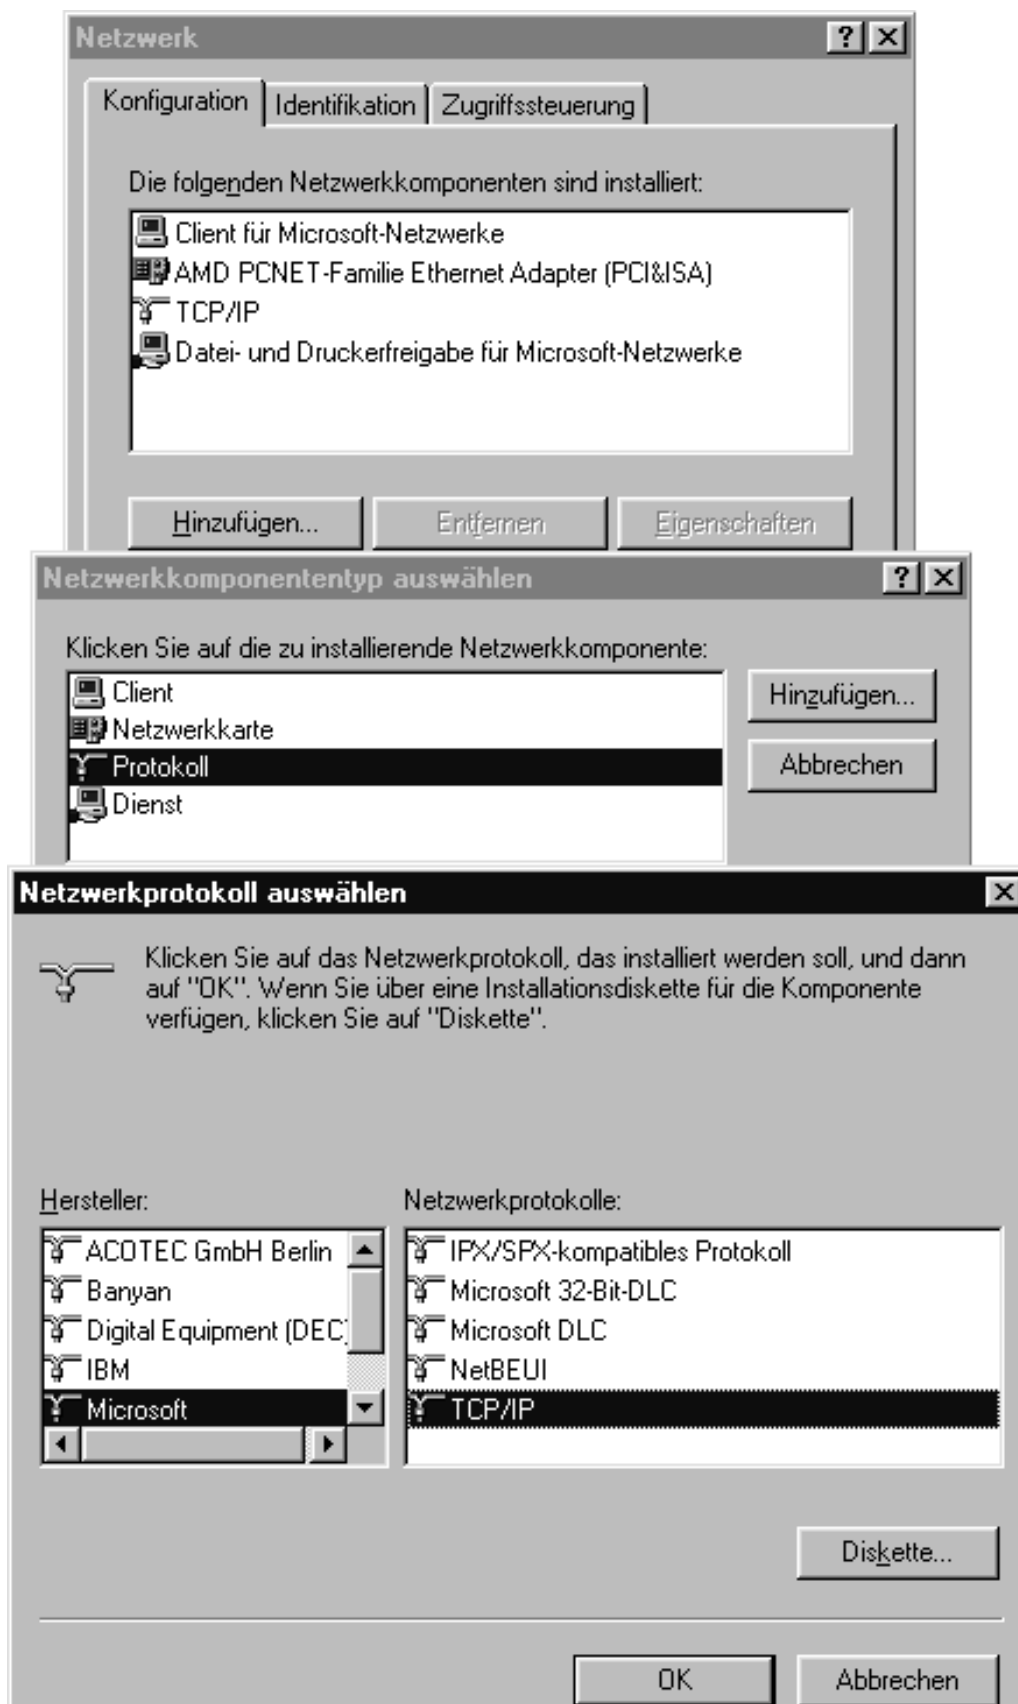 Netzwerk
Konfiguration Identifikation Zugriffssteuerung
Die folgenden Netzwerkkomponenten sind installiert:
Client für Microsoft-Netzwerke
AMD PCNET-Familie Ethernet Adapter (PCI&ISA)
TCP/IP
Datei- und Druckerfreigabe für Microsoft-Netzwerke
Hinzufügen... Entfernen Eigenschaften
Netzwerkkomponententyp auswählen
Klicken Sie auf die zu installierende Netzwerkkomponente:
Client
Netzwerkkarte
Protokoll
Dienst
Hinzufügen...
Abbrechen
Netzwerkprotokoll auswählen
Klicken Sie auf das Netzwerkprotokoll, das installiert werden soll, und dann
auf "OK". Wenn Sie über eine Installationsdiskette für die Komponente
verfügen, klicken Sie auf "Diskette".
Hersteller:
ACOTEC GmbH Berlin
Banyan
Digital Equipment (DEC)
IBM
Microsoft
Netzwerkprotokolle:
IPX/SPX-kompatibles Protokoll
Microsoft 32-Bit-DLC
Microsoft DLC
NetBEUI
TCP/IP
Diskette...
OK Abbrechen